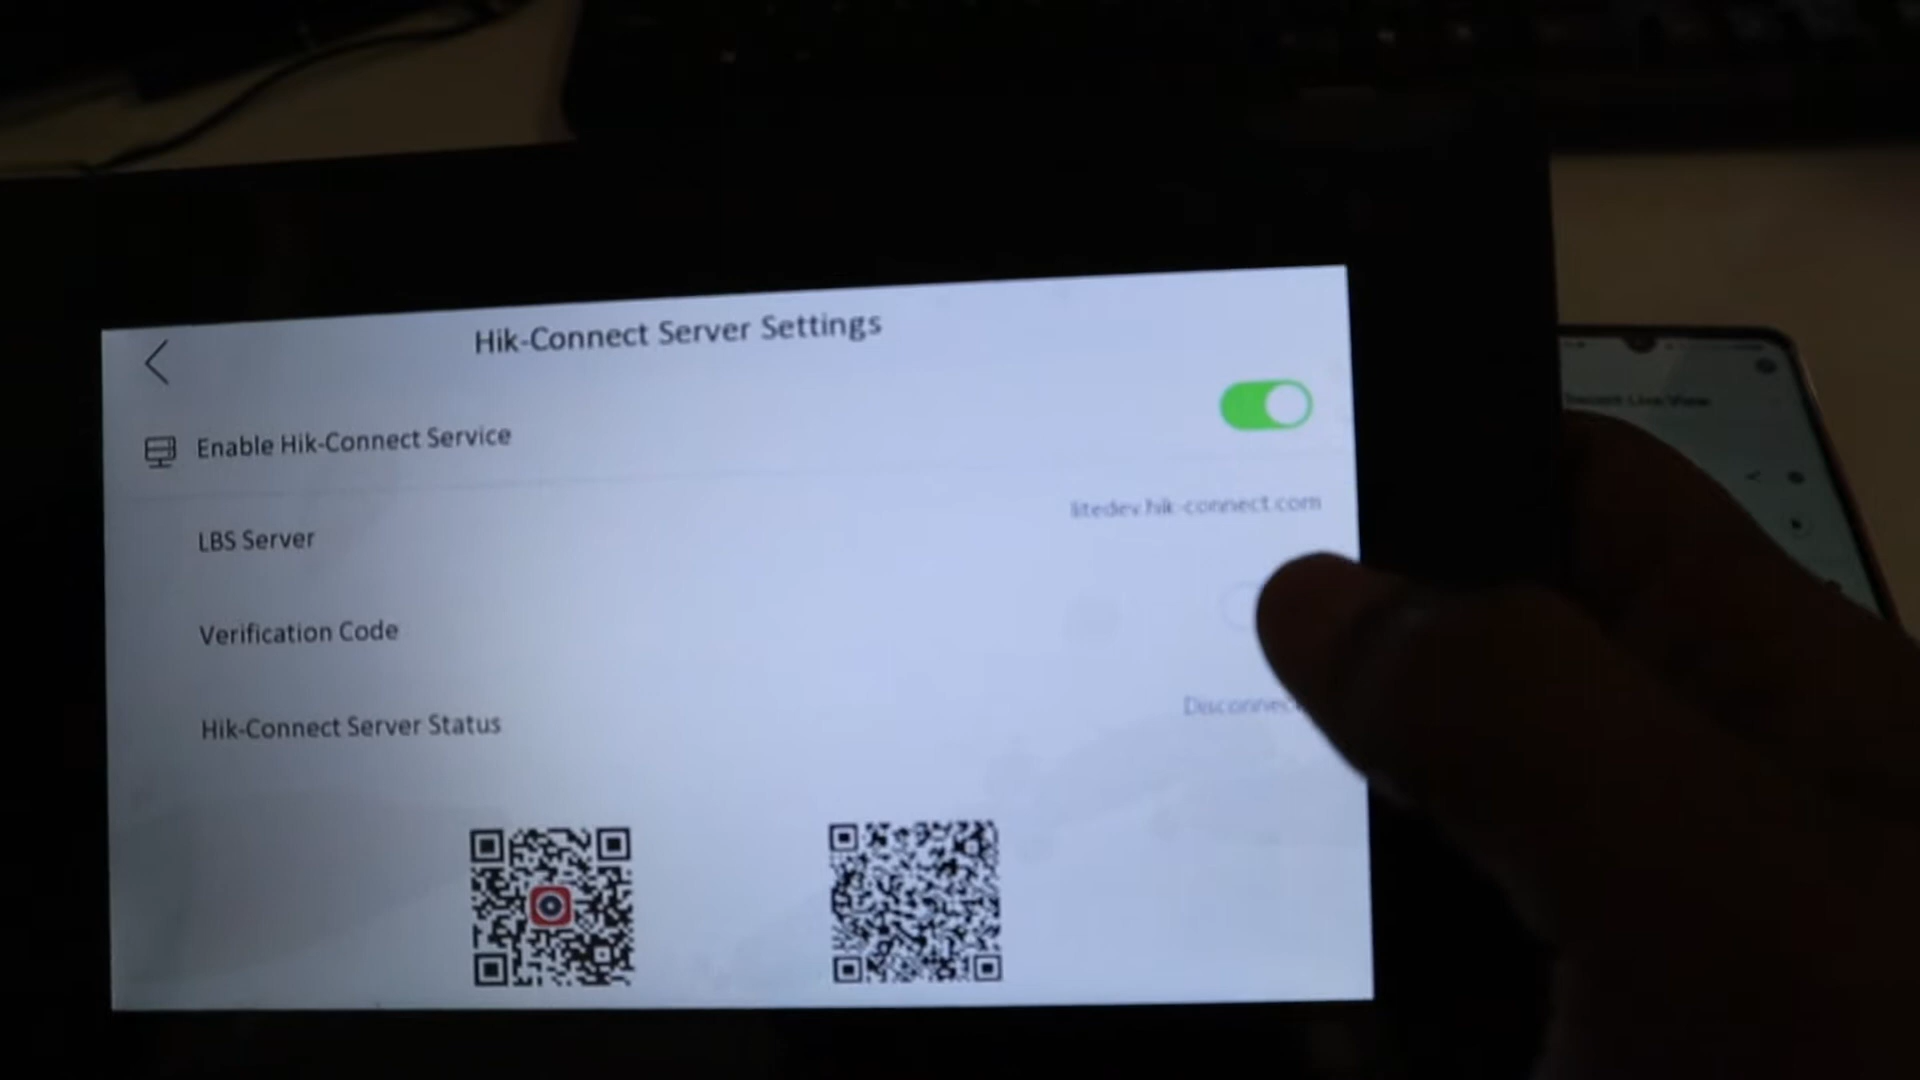 Hik-Connect Server Settings
Enable Hik-Connect Service
LBS Server
litedev.hik-connect.com
Verification Code
Hik-Connect Server Status